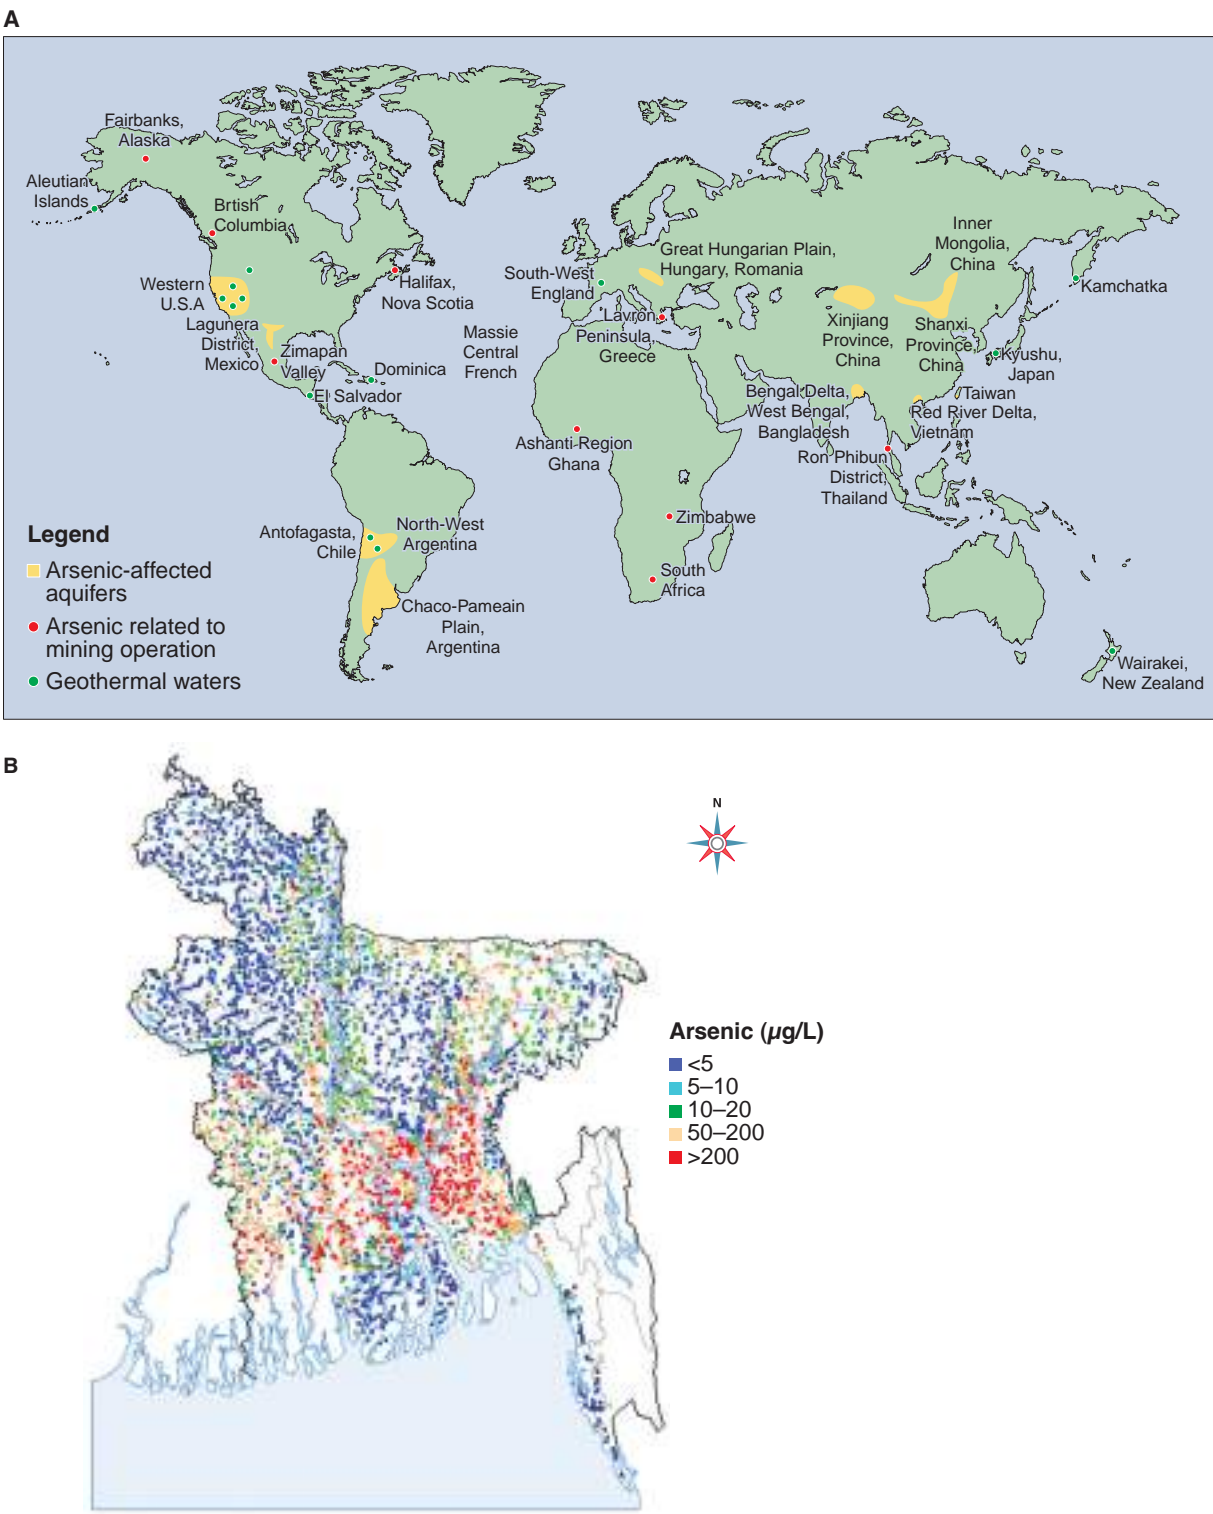 A
Fairbanks,
Alaska
Aleutian
Islands
Brtish
Columbia
Western
U.S.A
Lagunera
District,
Mexico
Zimapan
Valley
Halifax,
Nova Scotia
Dominica
El Salvador
Massie
Central
French
South-West
England
Great Hungarian Plain,
Hungary, Romania
Lavron
Peninsula,
Greece
Inner
Mongolia,
China
Kamchatka
Xinjiang
Province,
China
Shanxi
Province,
China
Kyushu,
Japan
Bengal Delta,
West Bengal,
Bangladesh
Taiwan
Red River Delta,
Vietnam
Ron Phibun
District,
Thailand
Ashanti Region
Ghana
Zimbabwe
South
Africa
Antofagasta,
Chile
North-West
Argentina
Chaco-Pameain
Plain,
Argentina
Wairakei,
New Zealand
Legend
Arsenic-affected
aquifers
Arsenic related to
mining operation
Geothermal waters
B
N
Arsenic (µg/L)
<5
5–10
10–20
50–200
>200